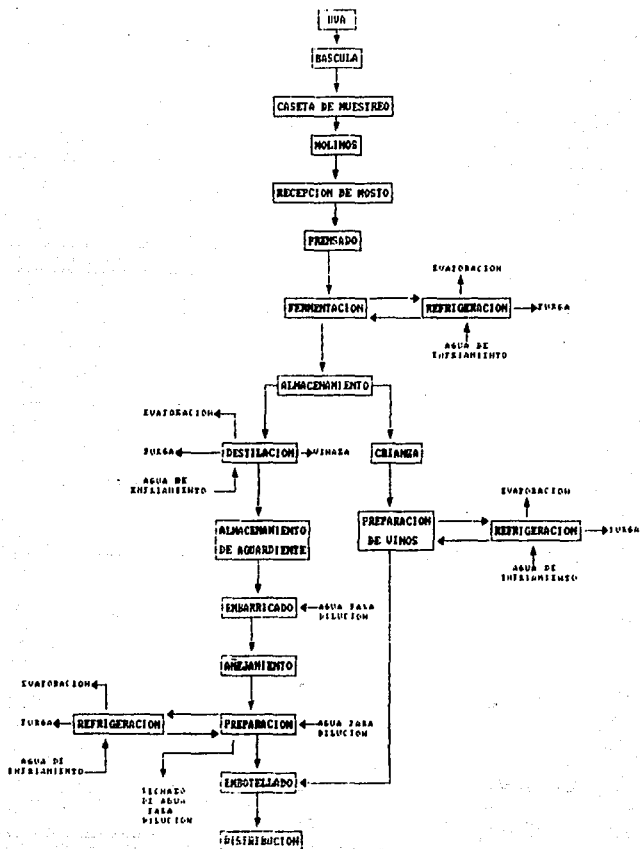 UVA
BASCULA
CASETA DE MUESTREO
MOLINOS
RECEPCION DE MOSTO
PRENSADO
EVAPORACION
FERMENTACION
REFRIGERACION
PURGA
AGUA DE
ENFRIAMIENTO
ALMACENAMIENTO
EVAPORACION
PURGA
DESTILACION
VINAZA
CRIANZA
AGUA DE
ENFRIAMIENTO
EVAPORACION
ALMACENAMIENTO
DE AGUARDIENTE
PREPARACION
DE VINOS
REFRIGERACION
PURGA
AGUA DE
ENFRIAMIENTO
EMBARRICADO
AGUA PARA
DILUCION
AÑEJAMIENTO
EVAPORACION
PURGA
REFRIGERACION
PREPARACION
AGUA PARA
DILUCION
AGUA DE
ENFRIAMIENTO
RECHAZO
DE AGUA
PARA
DILUCION
EMBOTELLADO
DISTRIBUCION